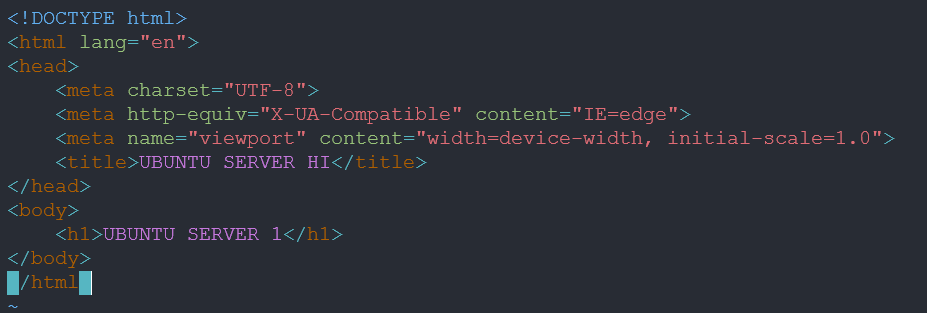 <!DOCTYPE html>
<html lang="en">
<head>
    <meta charset="UTF-8">
    <meta http-equiv="X-UA-Compatible" content="IE=edge">
    <meta name="viewport" content="width=device-width, initial-scale=1.0">
    <title>UBUNTU SERVER HI</title>
</head>
<body>
    <h1>UBUNTU SERVER 1</h1>
</body>
</html>
~